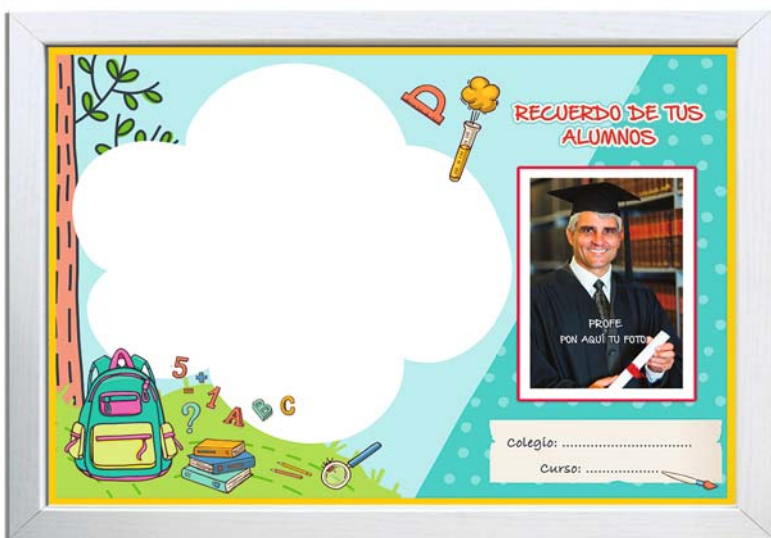 RECUERDO DE TUS
ALUMNOS
PROFE
PON AQUÍ TU FOTO
5 + 1 A B C
?
Colegio: ................................
Curso: ..................